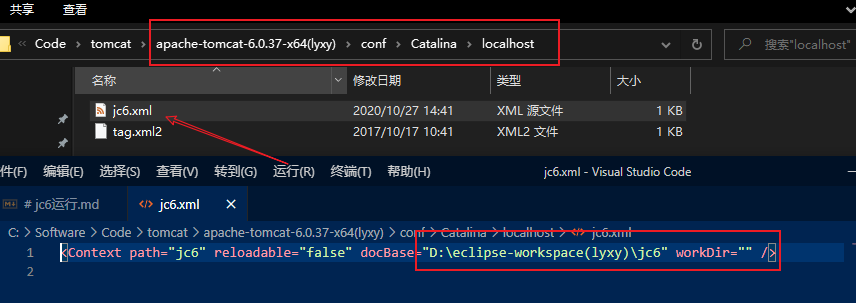 共享 查看
« Code › tomcat › apache-tomcat-6.0.37-x64(lyxy) › conf › Catalina › localhost
搜索"localhost"
名称 修改日期 类型 大小
jc6.xml 2020/10/27 14:41 XML 源文件 1 KB
tag.xml2 2017/10/17 10:41 XML2 文件 1 KB
件(F) 编辑(E) 选择(S) 查看(V) 转到(G) 运行(R) 终端(T) 帮助(H) jc6.xml - Visual Studio Code
# jc6运行.md jc6.xml
C: › Software › Code › tomcat › apache-tomcat-6.0.37-x64(lyxy) › conf › Catalina › localhost › jc6.xml
1 <Context path="jc6" reloadable="false" docBase="D:\eclipse-workspace(lyxy)\jc6" workDir="" />
2